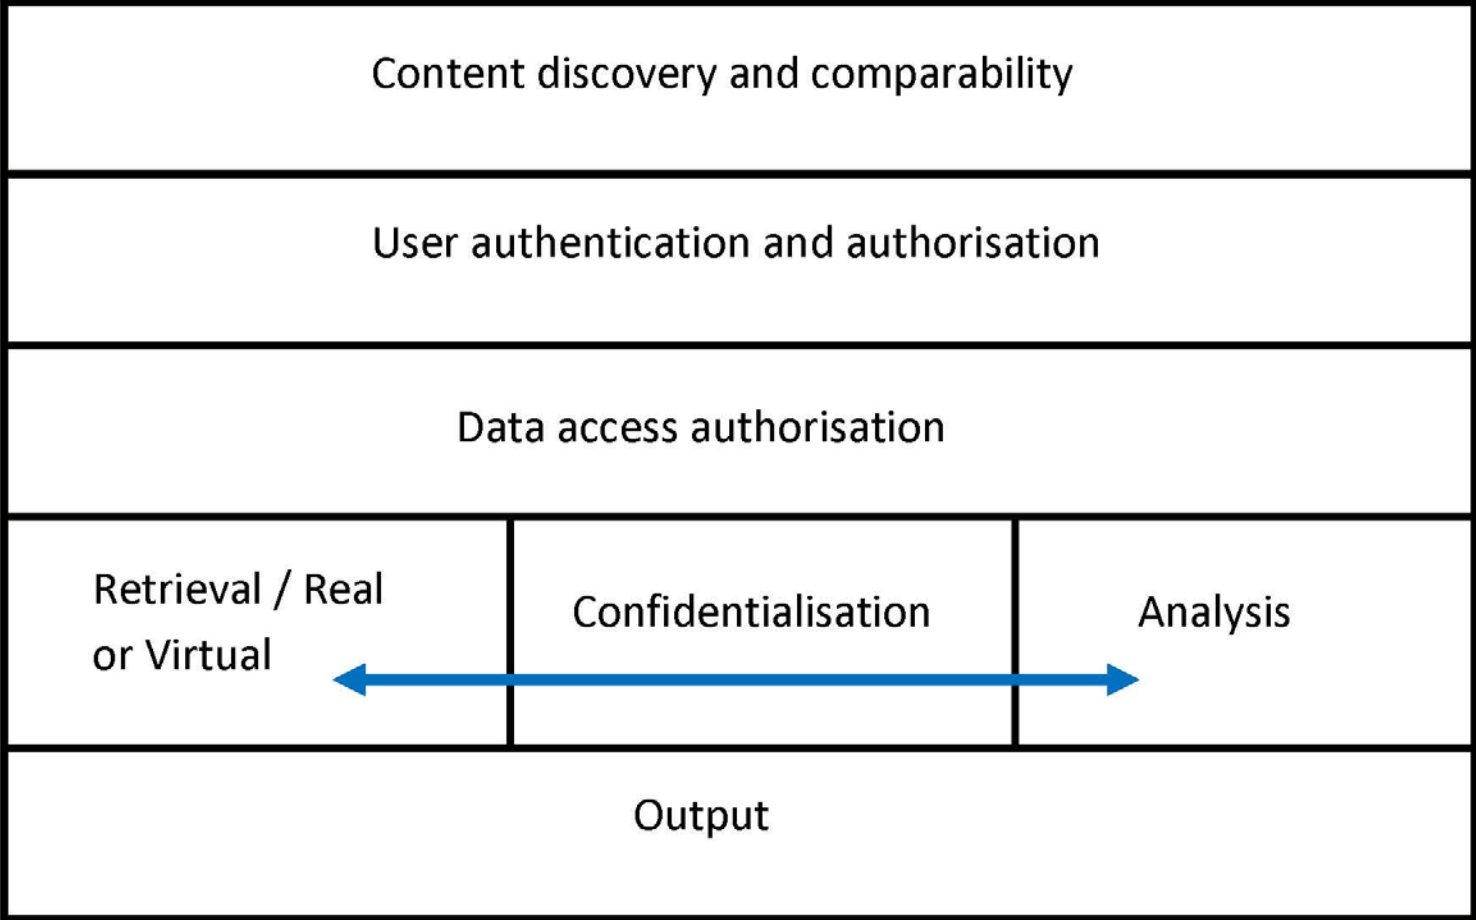 Content discovery and comparability
User authentication and authorisation
Data access authorisation
Retrieval / Real
or Virtual
Confidentialisation
Analysis
Output